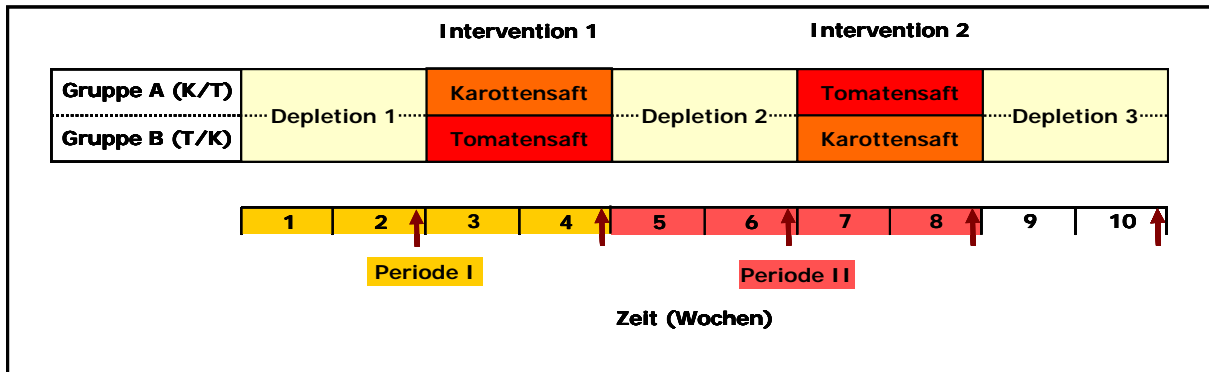 Intervention 1 Intervention 2
Gruppe A (K/T) Karottensaft Tomatensaft
Depletion 1 Depletion 2 Depletion 3
Gruppe B (T/K) Tomatensaft Karottensaft
1 2 3 4 5 6 7 8 9 10
Periode I Periode II
Zeit (Wochen)